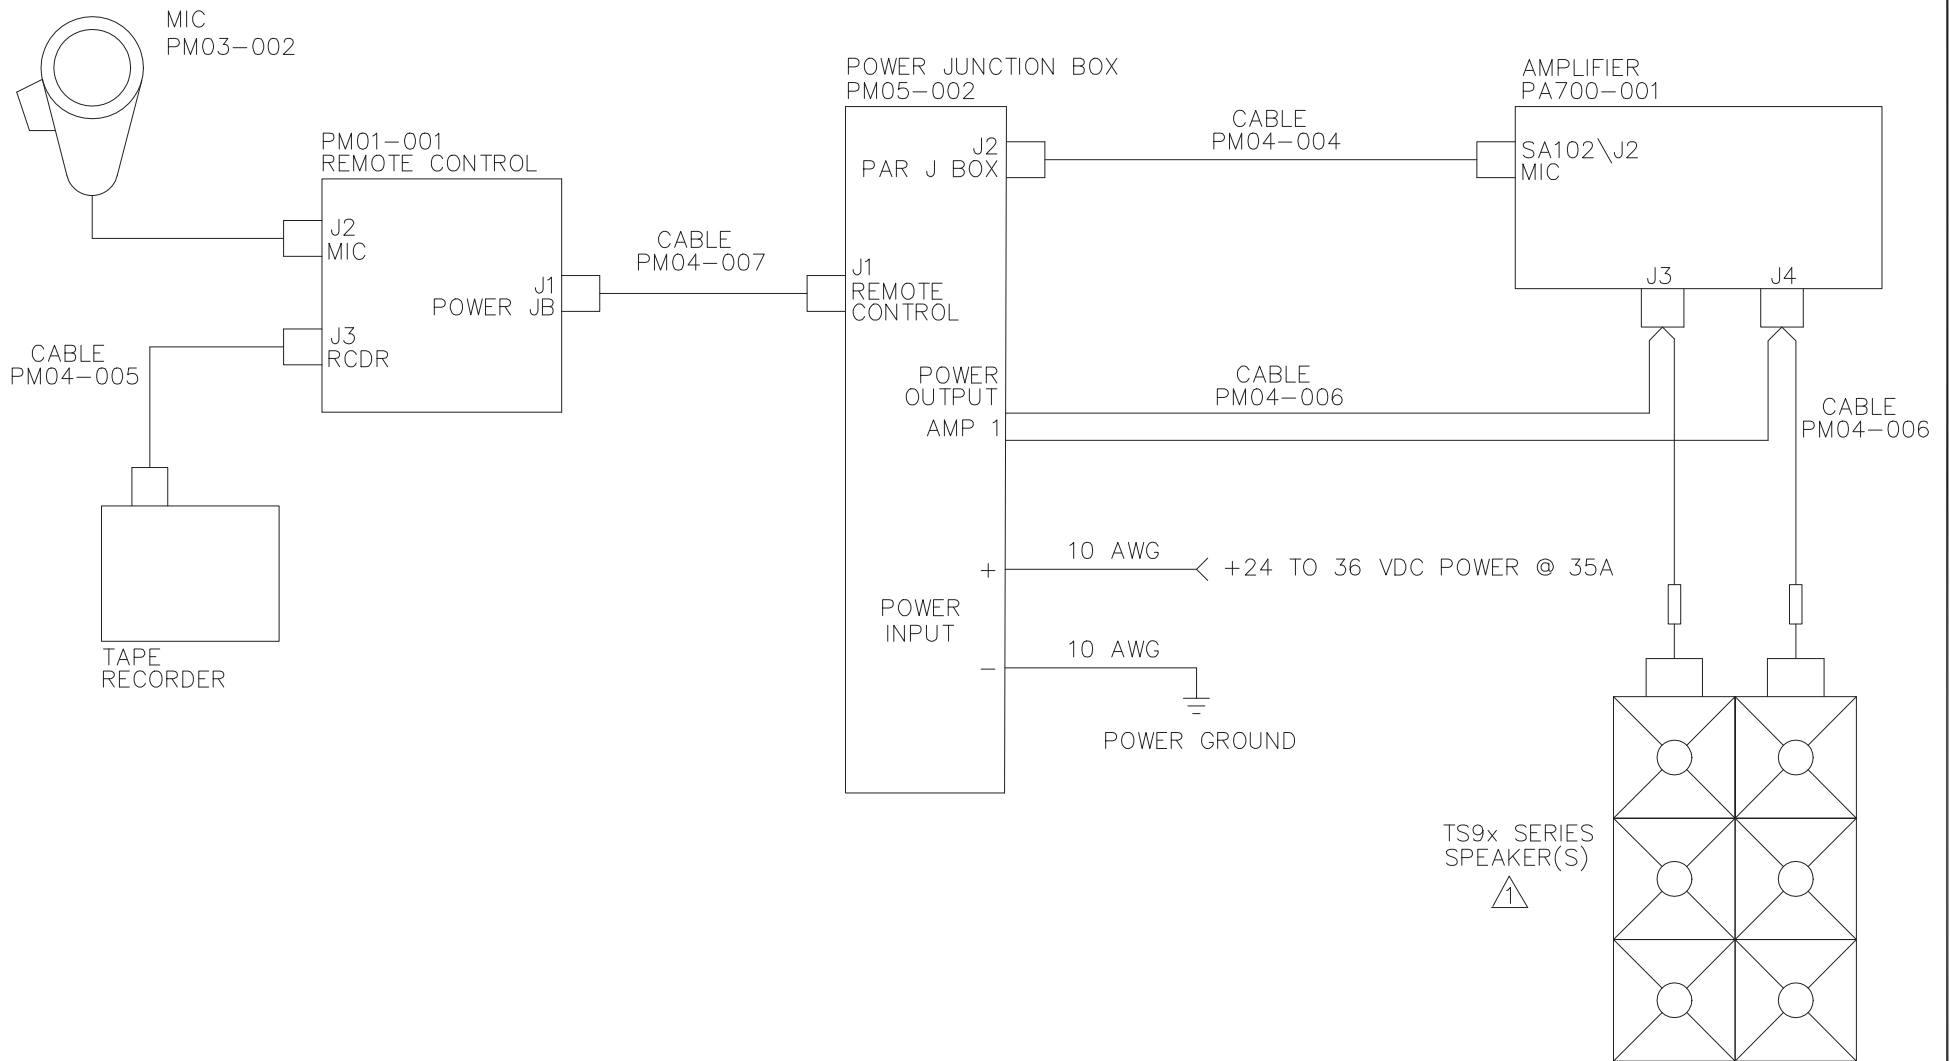 MIC
PM03-002
PM01-001
REMOTE CONTROL
J2
MIC
J1
POWER JB
J3
RCDR
CABLE
PM04-005
TAPE
RECORDER
CABLE
PM04-007
POWER JUNCTION BOX
PM05-002
J2
PAR J BOX
J1
REMOTE
CONTROL
POWER
OUTPUT
AMP 1
+
POWER
INPUT
-
CABLE
PM04-004
AMPLIFIER
PA700-001
SA102\J2
MIC
J3
J4
CABLE
PM04-006
CABLE
PM04-006
10 AWG
+24 TO 36 VDC POWER @ 35A
10 AWG
POWER GROUND
TS9x SERIES
SPEAKER(S)
1